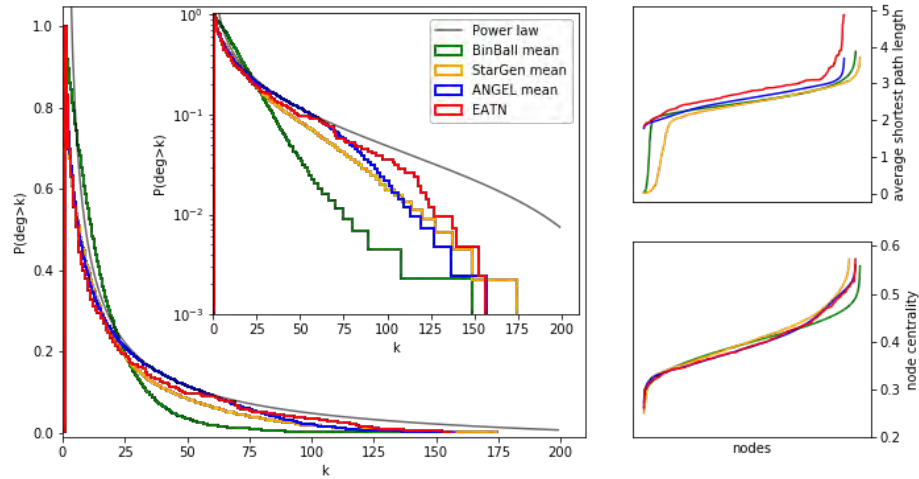 1.0
0.8
0.6
0.4
0.2
0.0
P(deg>k)
0 25 50 75 100 125 150 175 200
k
10⁰
10⁻¹
10⁻²
10⁻³
P(deg>k)
0 25 50 75 100 125 150 175 200
k
Power law
BinBall mean
StarGen mean
ANGEL mean
EATN
5
4
3
2
1
0
average shortest path length
0.6
0.5
0.4
0.3
0.2
node centrality
nodes